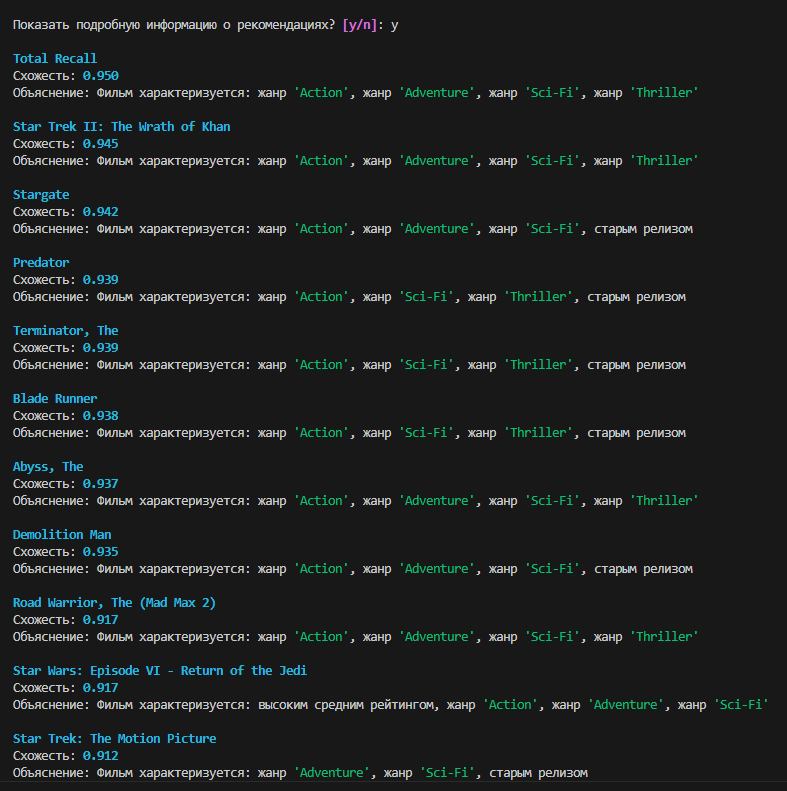 Показать подробную информацию о рекомендациях? [y/n]: y
Total Recall
Схожесть: 0.950
Объяснение: Фильм характеризуется: жанр 'Action', жанр 'Adventure', жанр 'Sci-Fi', жанр 'Thriller'
Star Trek II: The Wrath of Khan
Схожесть: 0.945
Объяснение: Фильм характеризуется: жанр 'Action', жанр 'Adventure', жанр 'Sci-Fi', жанр 'Thriller'
Stargate
Схожесть: 0.942
Объяснение: Фильм характеризуется: жанр 'Action', жанр 'Adventure', жанр 'Sci-Fi', старым релизом
Predator
Схожесть: 0.939
Объяснение: Фильм характеризуется: жанр 'Action', жанр 'Sci-Fi', жанр 'Thriller', старым релизом
Terminator, The
Схожесть: 0.939
Объяснение: Фильм характеризуется: жанр 'Action', жанр 'Sci-Fi', жанр 'Thriller', старым релизом
Blade Runner
Схожесть: 0.938
Объяснение: Фильм характеризуется: жанр 'Action', жанр 'Sci-Fi', жанр 'Thriller', старым релизом
Abyss, The
Схожесть: 0.937
Объяснение: Фильм характеризуется: жанр 'Action', жанр 'Adventure', жанр 'Sci-Fi', жанр 'Thriller'
Demolition Man
Схожесть: 0.935
Объяснение: Фильм характеризуется: жанр 'Action', жанр 'Adventure', жанр 'Sci-Fi', старым релизом
Road Warrior, The (Mad Max 2)
Схожесть: 0.917
Объяснение: Фильм характеризуется: жанр 'Action', жанр 'Adventure', жанр 'Sci-Fi', жанр 'Thriller'
Star Wars: Episode VI - Return of the Jedi
Схожесть: 0.917
Объяснение: Фильм характеризуется: высоким средним рейтингом, жанр 'Action', жанр 'Adventure', жанр 'Sci-Fi'
Star Trek: The Motion Picture
Схожесть: 0.912
Объяснение: Фильм характеризуется: жанр 'Adventure', жанр 'Sci-Fi', старым релизом